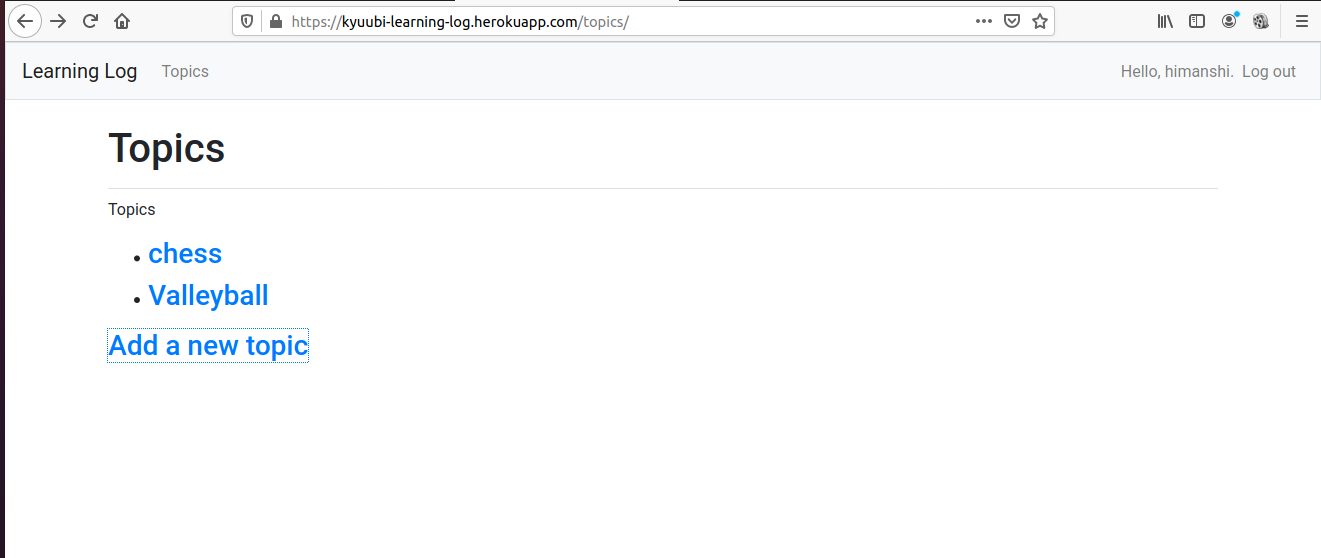 https://kyuubi-learning-log.herokuapp.com/topics/
Learning Log Topics Hello, himanshi. Log out
Topics
Topics
chess
Valleyball
Add a new topic